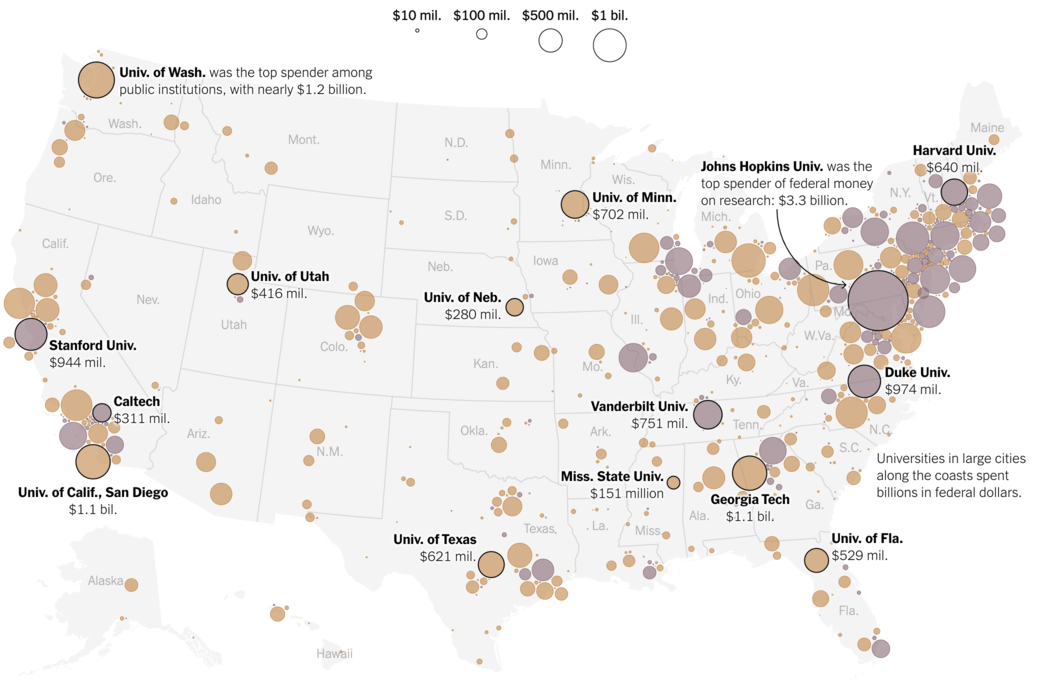 $10 mil. $100 mil. $500 mil. $1 bil.
Univ. of Wash. was the top spender among
public institutions, with nearly $1.2 billion.
Wash.
Mont.
N.D.
Minn.
Maine
Harvard Univ.
$640 mil.
Johns Hopkins Univ. was the
top spender of federal money
on research: $3.3 billion.
Ore.
Idaho
Wis.
N.Y.
Vt.
Univ. of Minn.
$702 mil.
S.D.
Mich.
Wyo.
Calif.
Iowa
Pa.
Neb.
Univ. of Utah
$416 mil.
Nev.
Univ. of Neb.
$280 mil.
Ind.
Ohio
Ill.
Utah
W.Va.
Stanford Univ.
$944 mil.
Colo.
Kan.
Mo.
Ky.
Va.
Duke Univ.
$974 mil.
Caltech
$311 mil.
Vanderbilt Univ.
$751 mil.
Tenn.
N.C.
Ariz.
N.M.
Okla.
Ark.
S.C.
Universities in large cities
along the coasts spent
billions in federal dollars.
Univ. of Calif., San Diego
$1.1 bil.
Miss. State Univ.
$151 million
Georgia Tech
$1.1 bil.
Ga.
Ala.
Texas
La.
Miss.
Univ. of Texas
$621 mil.
Univ. of Fla.
$529 mil.
Alaska
Fla.
Hawaii